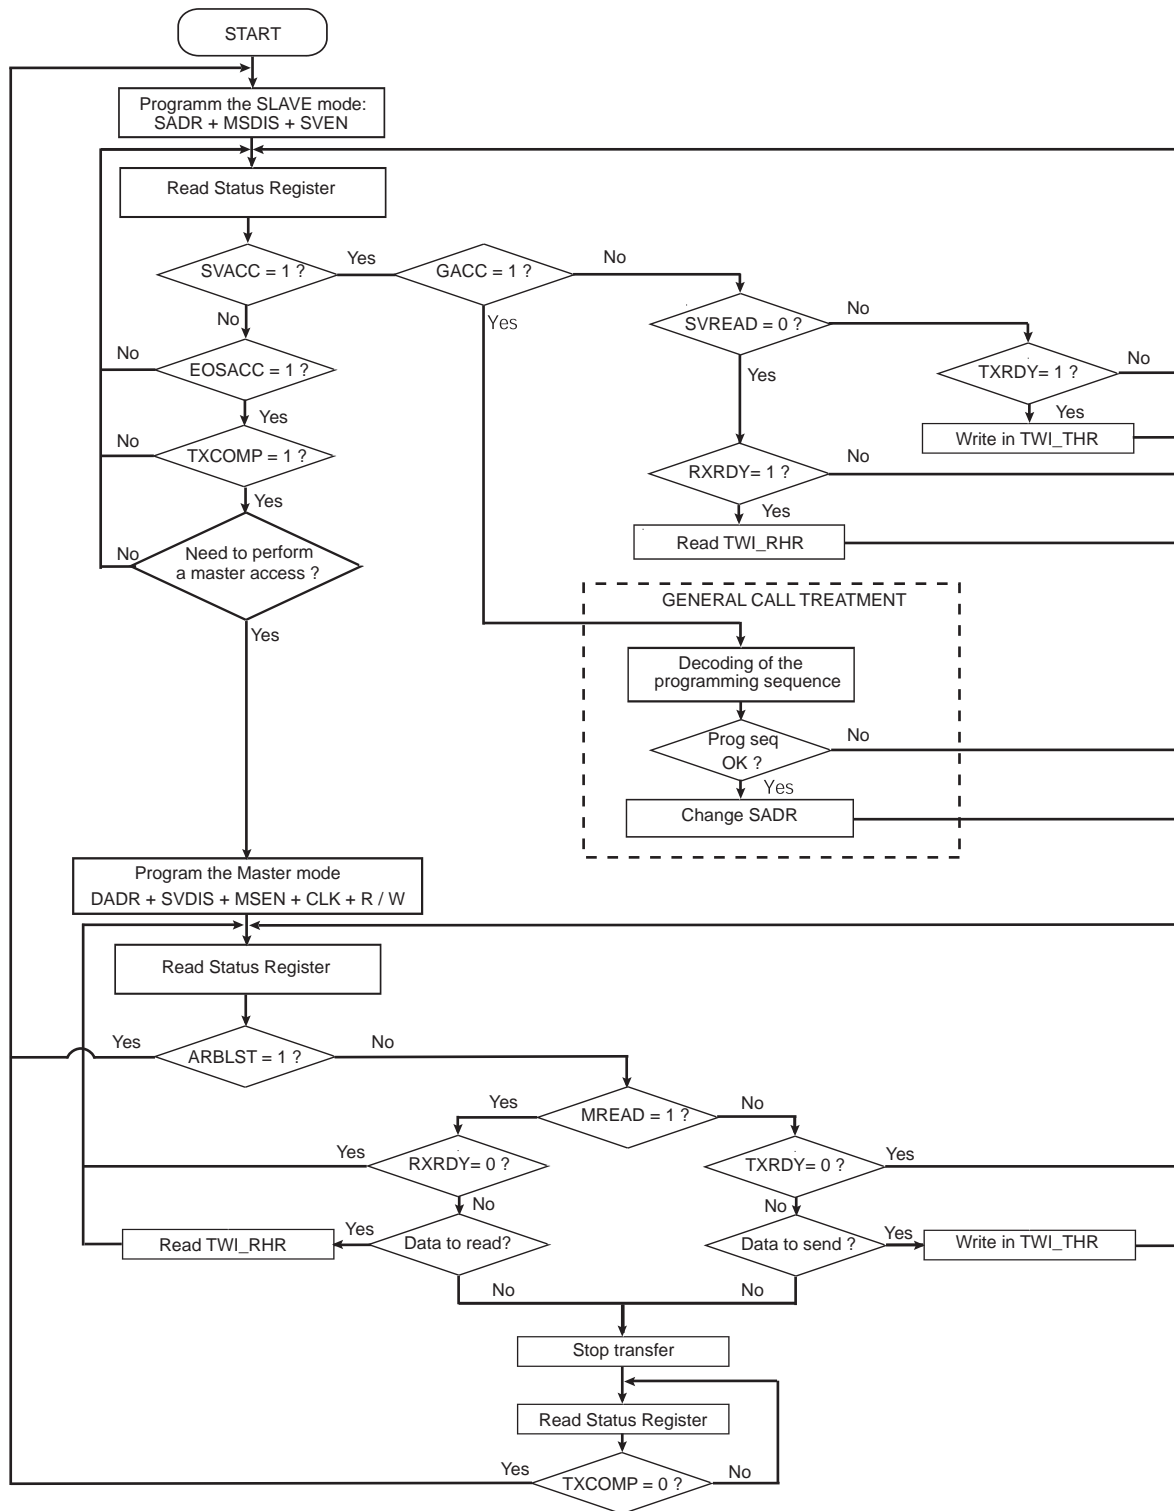 START
Programm the SLAVE mode:
SADR + MSDIS + SVEN
Read Status Register
SVACC = 1 ?
Yes
GACC = 1 ?
No
No
Yes
SVREAD = 0 ?
No
Yes
TXRDY= 1 ?
No
Yes
Write in TWI_THR
No
EOSACC = 1 ?
Yes
No
TXCOMP = 1 ?
Yes
RXRDY= 1 ?
No
Yes
Read TWI_RHR
No
Need to perform
a master access ?
Yes
GENERAL CALL TREATMENT
Decoding of the
programming sequence
Prog seq
OK ?
No
Yes
Change SADR
Program the Master mode
DADR + SVDIS + MSEN + CLK + R / W
Read Status Register
Yes
ARBLST = 1 ?
No
Yes
MREAD = 1 ?
No
Yes
RXRDY= 0 ?
No
TXRDY= 0 ?
Yes
No
Read TWI_RHR
Yes
Data to read?
No
Data to send ?
Yes
Write in TWI_THR
No
Stop transfer
Read Status Register
Yes
TXCOMP = 0 ?
No